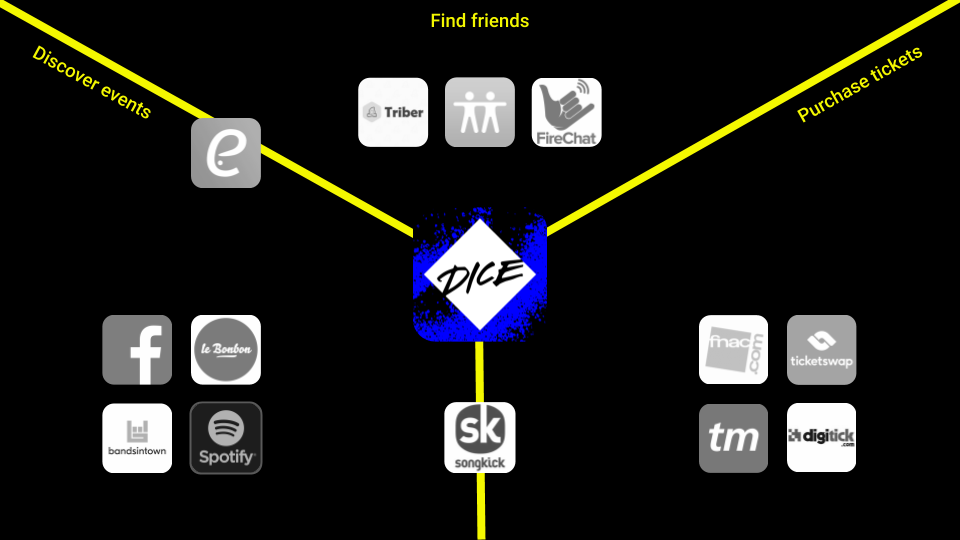 Find friends
Discover events
Purchase tickets
Triber
FireChat
e
DICE
f
le Bonbon
fnac.com
ticketswap
bandsintown
Spotify
sk
songkick
tm
digitick
.com